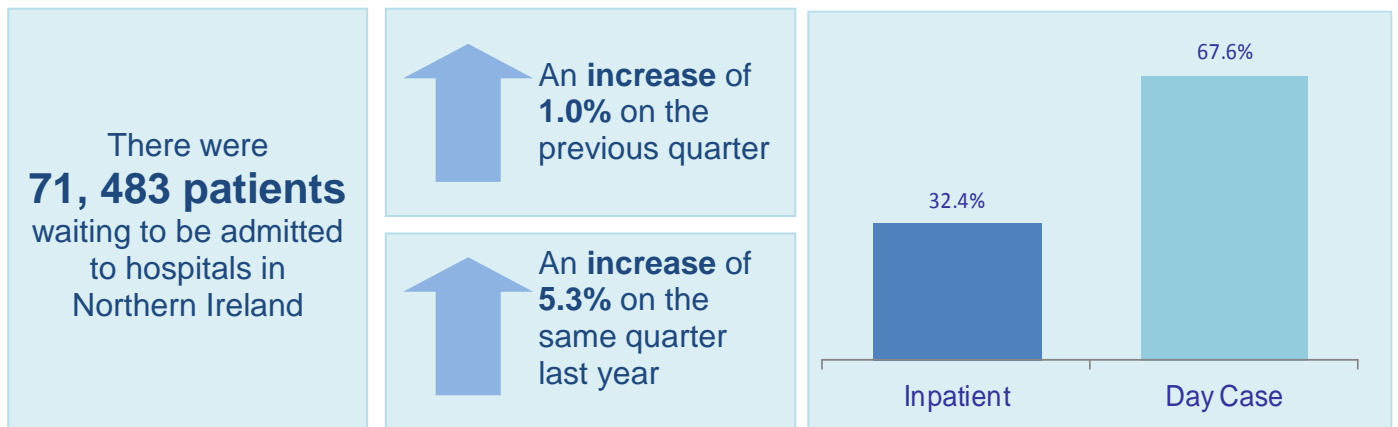 There were
71, 483 patients
waiting to be admitted
to hospitals in
Northern Ireland
An increase of
1.0% on the
previous quarter
An increase of
5.3% on the
same quarter
last year
67.6%
32.4%
Inpatient
Day Case